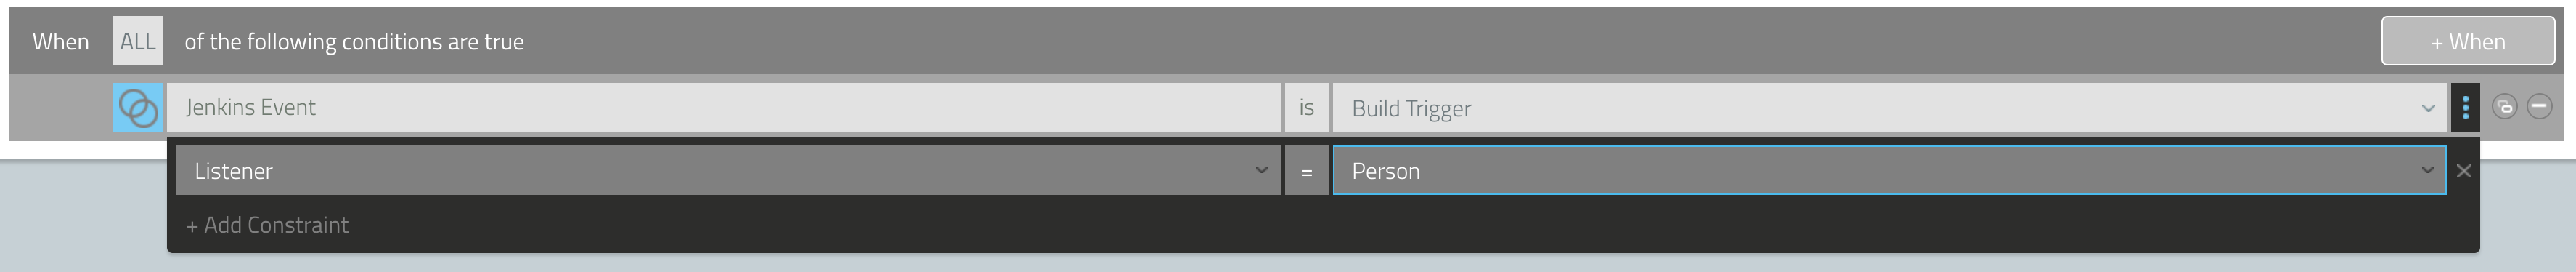 When ALL of the following conditions are true + When
Jenkins Event is Build Trigger
Listener = Person
+ Add Constraint